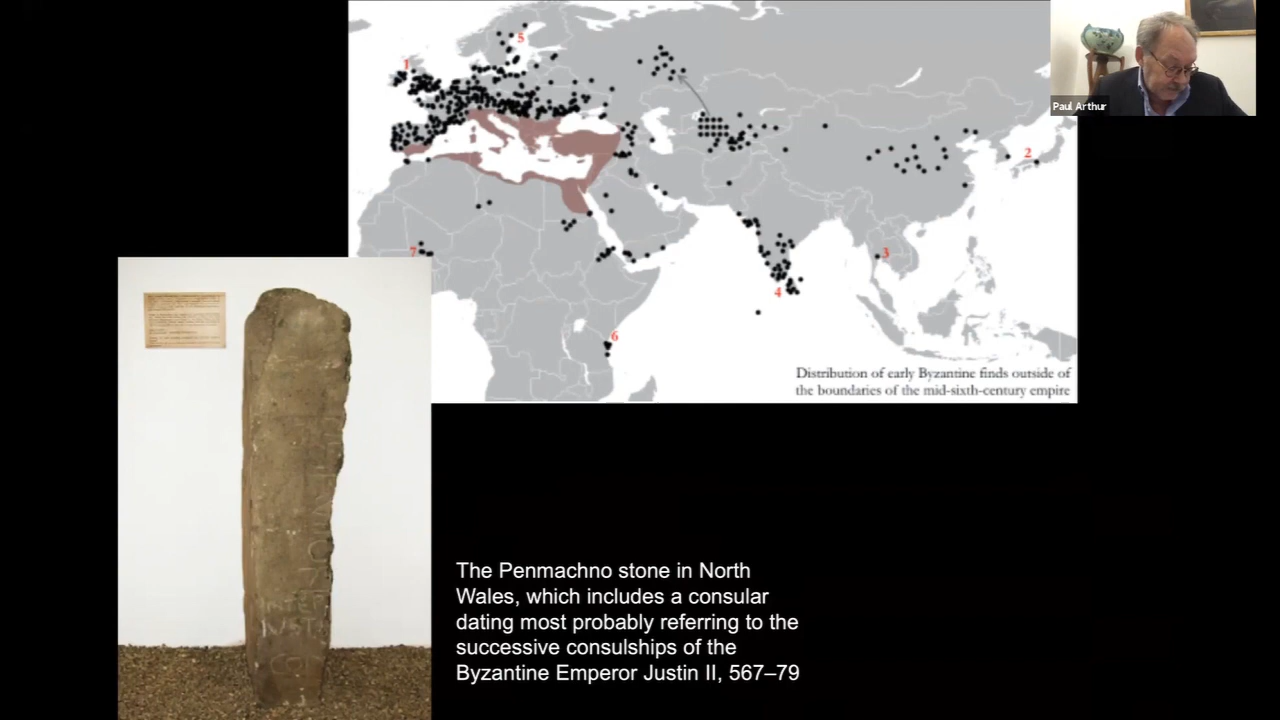 1
5
2
3
4
7
6
Paul Arthur
Distribution of early Byzantine finds outside of
the boundaries of the mid-sixth-century empire
The Penmachno stone in North
Wales, which includes a consular
dating most probably referring to the
successive consulships of the
Byzantine Emperor Justin II, 567–79